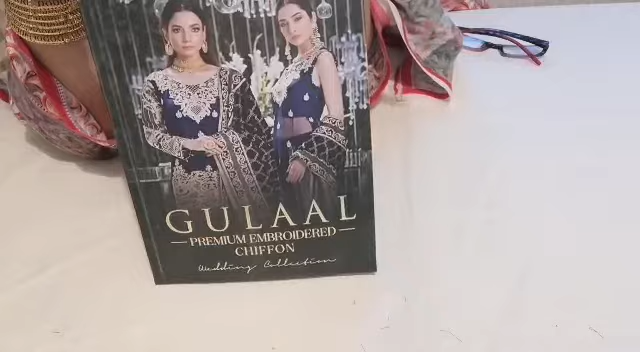 GULAAL
PREMIUM EMBROIDERED
CHIFFON
Wedding Collection